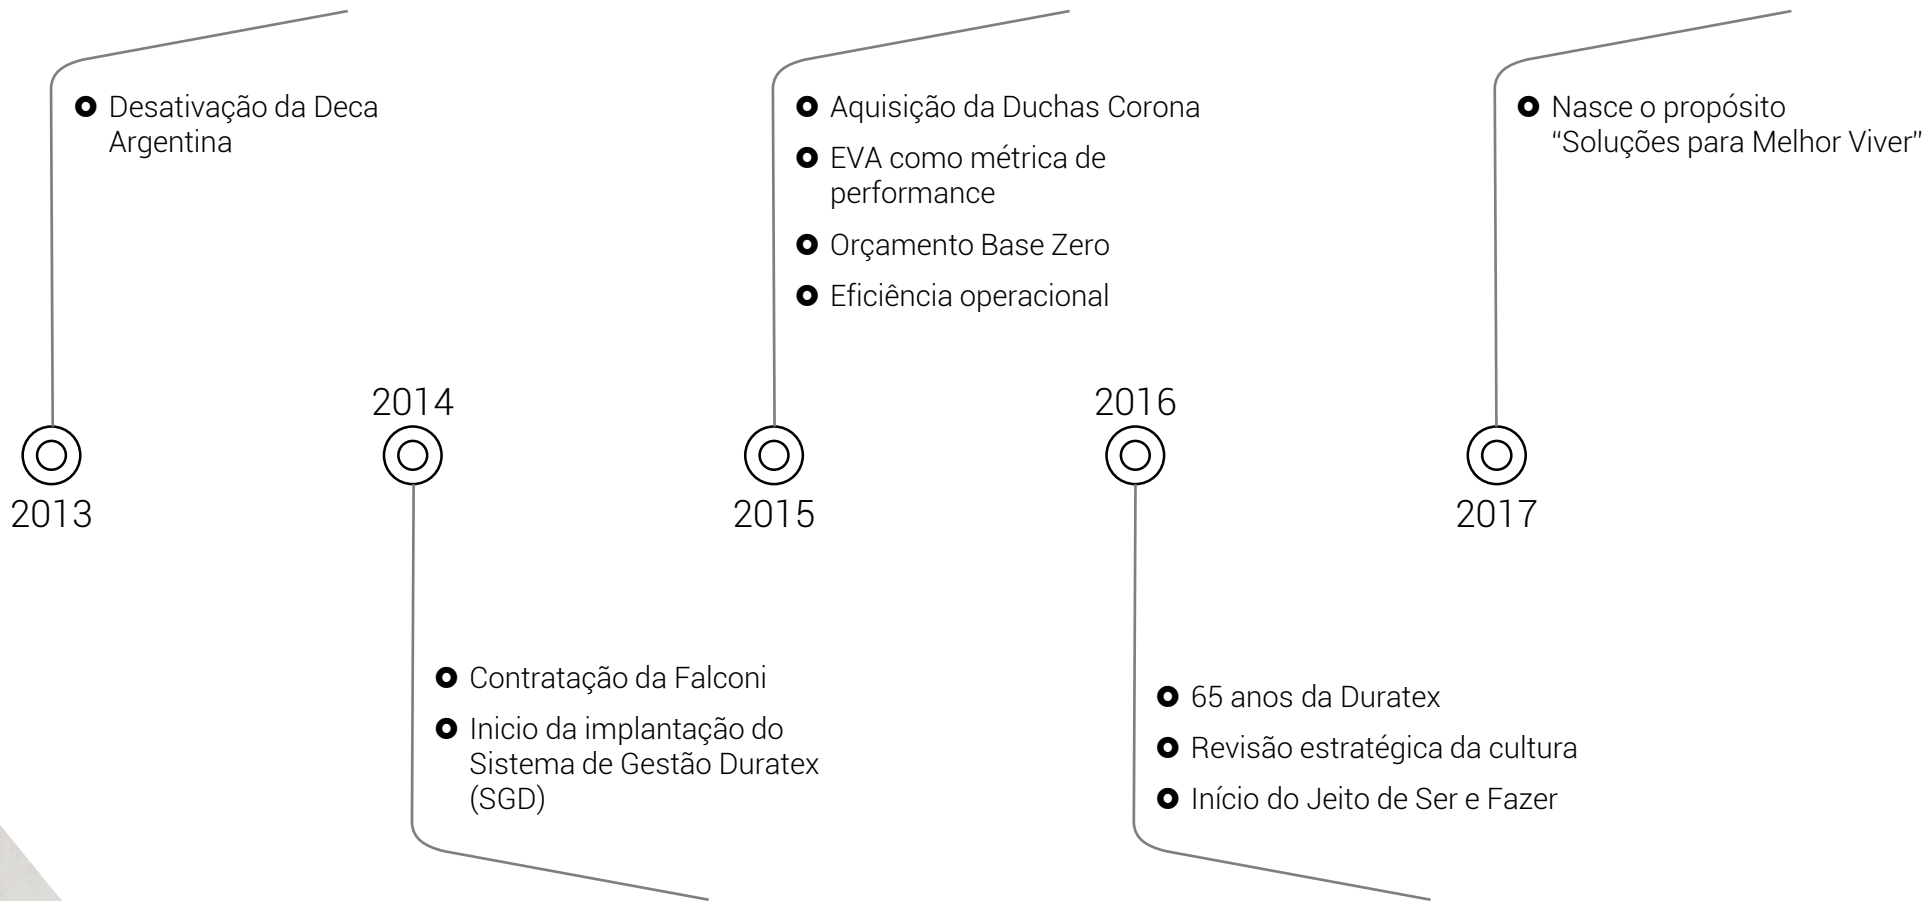 2013
Desativação da Deca
Argentina
2014
Contratação da Falconi
Inicio da implantação do
Sistema de Gestão Duratex
(SGD)
2015
Aquisição da Duchas Corona
EVA como métrica de
performance
Orçamento Base Zero
Eficiência operacional
2016
65 anos da Duratex
Revisão estratégica da cultura
Início do Jeito de Ser e Fazer
2017
Nasce o propósito
“Soluções para Melhor Viver”